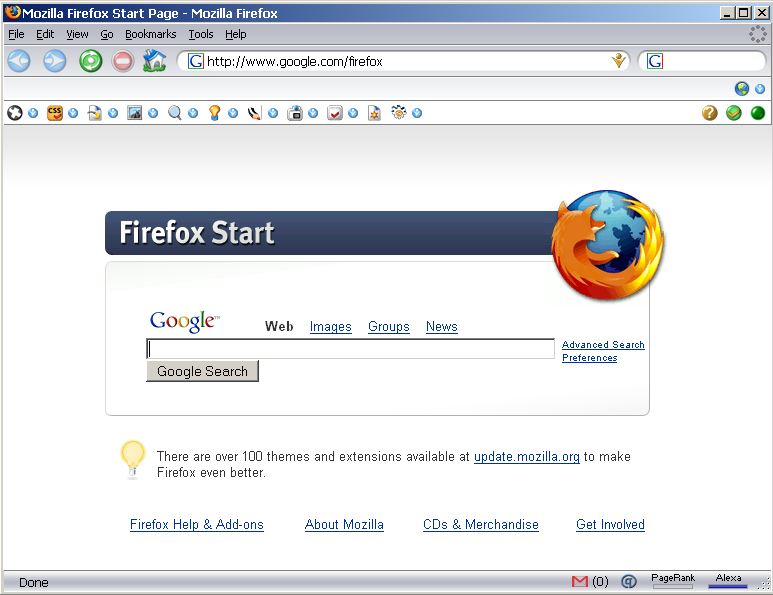 Mozilla Firefox Start Page - Mozilla Firefox
File Edit View Go Bookmarks Tools Help
G http://www.google.com/firefox G
CSS
?
Firefox Start
Google™ Web Images Groups News
Advanced Search
Preferences
Google Search
There are over 100 themes and extensions available at update.mozilla.org to make
Firefox even better.
Firefox Help & Add-ons About Mozilla CDs & Merchandise Get Involved
Done (0) @ PageRank Alexa